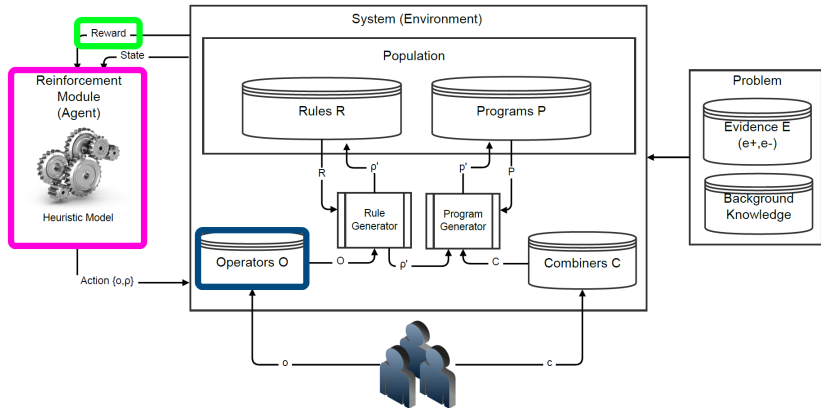 System (Environment)
Reward
State
Population
Reinforcement
Module
(Agent)
Heuristic Model
Rules R
Programs P
Problem
Evidence E
(e+,e-)
Background
Knowledge
R
ρ'
p'
P
Rule
Generator
Program
Generator
Operators O
O
ρ'
C
Combiners C
Action {o,ρ}
o
c